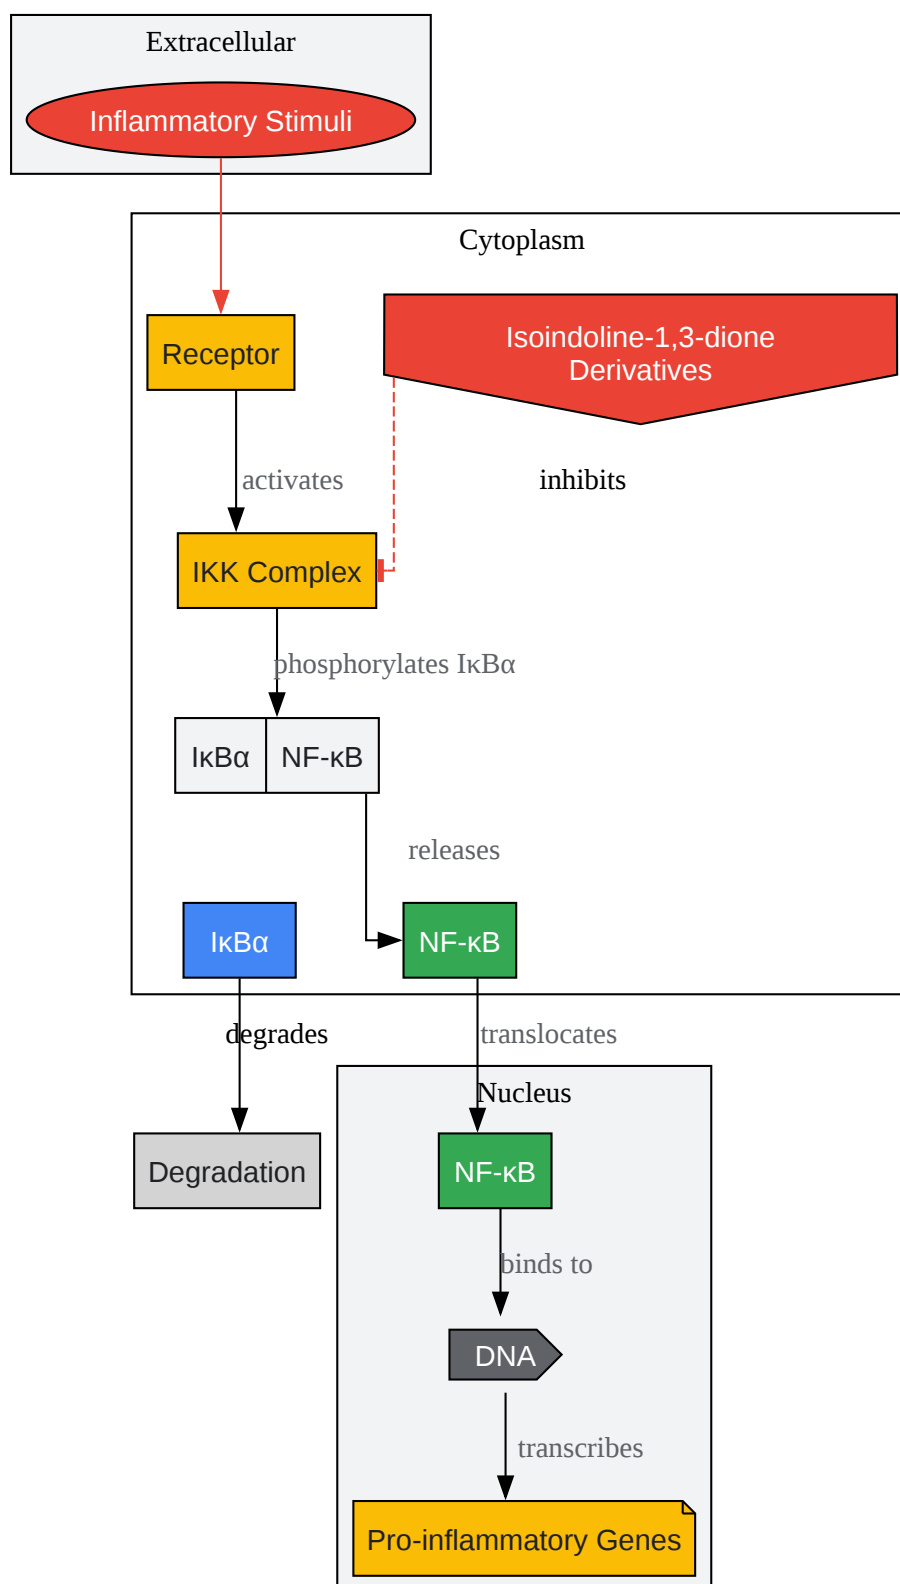 Extracellular
Inflammatory Stimuli
Cytoplasm
Isoindoline-1,3-dione
Derivatives
Receptor
activates
inhibits
IKK Complex
phosphorylates IκBα
IκBα
NF-κB
releases
IκBα
NF-κB
degrades
translocates
Nucleus
Degradation
NF-κB
binds to
DNA
transcribes
Pro-inflammatory Genes